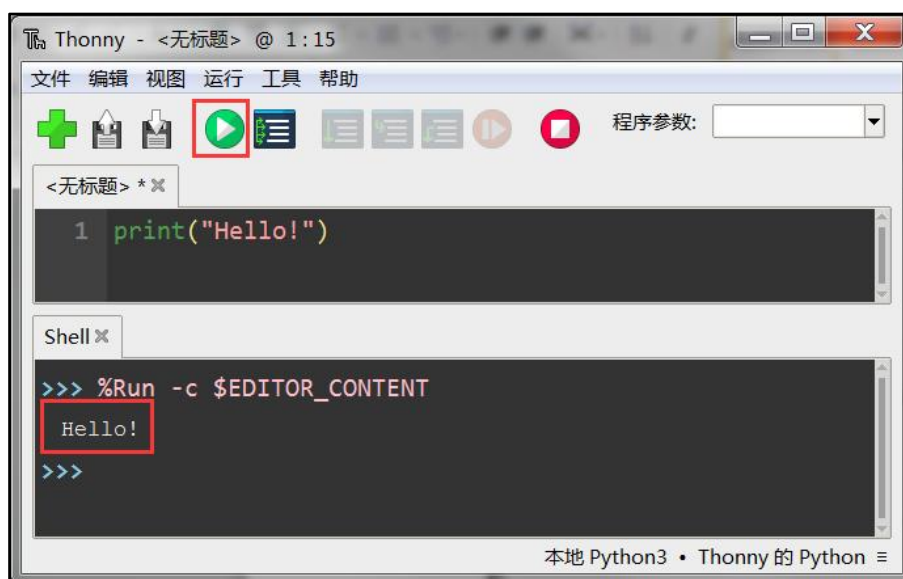 Thonny - <无标题> @ 1:15
文件 编辑 视图 运行 工具 帮助
程序参数:
<无标题> *
1 print("Hello!")
Shell
>>> %Run -c $EDITOR_CONTENT
Hello!
>>>
本地 Python3 • Thonny 的 Python ≡